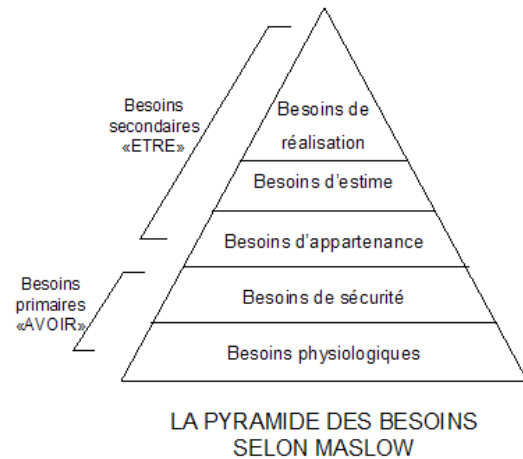 Besoins
secondaires
«ETRE»
Besoins de
réalisation
Besoins d'estime
Besoins d'appartenance
Besoins
primaires
«AVOIR»
Besoins de sécurité
Besoins physiologiques
LA PYRAMIDE DES BESOINS
SELON MASLOW